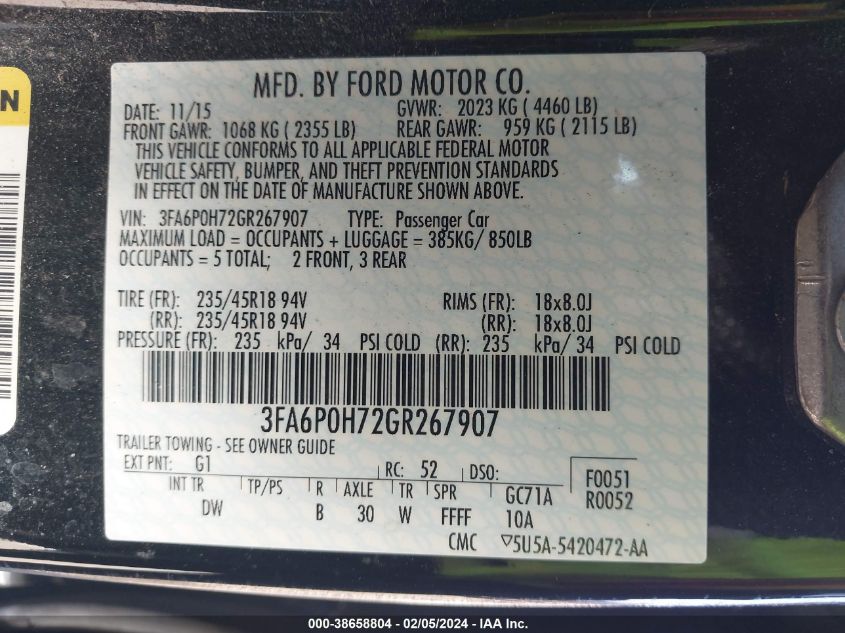 N
MFD. BY FORD MOTOR CO.
DATE: 11/15 GVWR: 2023 KG ( 4460 LB)
FRONT GAWR: 1068 KG ( 2355 LB) REAR GAWR: 959 KG ( 2115 LB)
THIS VEHICLE CONFORMS TO ALL APPLICABLE FEDERAL MOTOR
VEHICLE SAFETY, BUMPER, AND THEFT PREVENTION STANDARDS
IN EFFECT ON THE DATE OF MANUFACTURE SHOWN ABOVE.
VIN: 3FA6P0H72GR267907 TYPE: Passenger Car
MAXIMUM LOAD = OCCUPANTS + LUGGAGE = 385KG/ 850LB
OCCUPANTS = 5 TOTAL; 2 FRONT, 3 REAR
TIRE (FR): 235/45R18 94V RIMS (FR): 18x8.0J
(RR): 235/45R18 94V (RR): 18x8.0J
PRESSURE (FR): 235 kPa/ 34 PSI COLD (RR): 235 kPa/ 34 PSI COLD
3FA6P0H72GR267907
TRAILER TOWING - SEE OWNER GUIDE
EXT PNT: G1 RC: 52 DSO: F0051
INT TR TP/PS R AXLE TR SPR GC71A R0052
DW B 30 W FFFF 10A
CMC ▽5U5A-5420472-AA
000-38658804 - 02/05/2024 - IAA Inc.